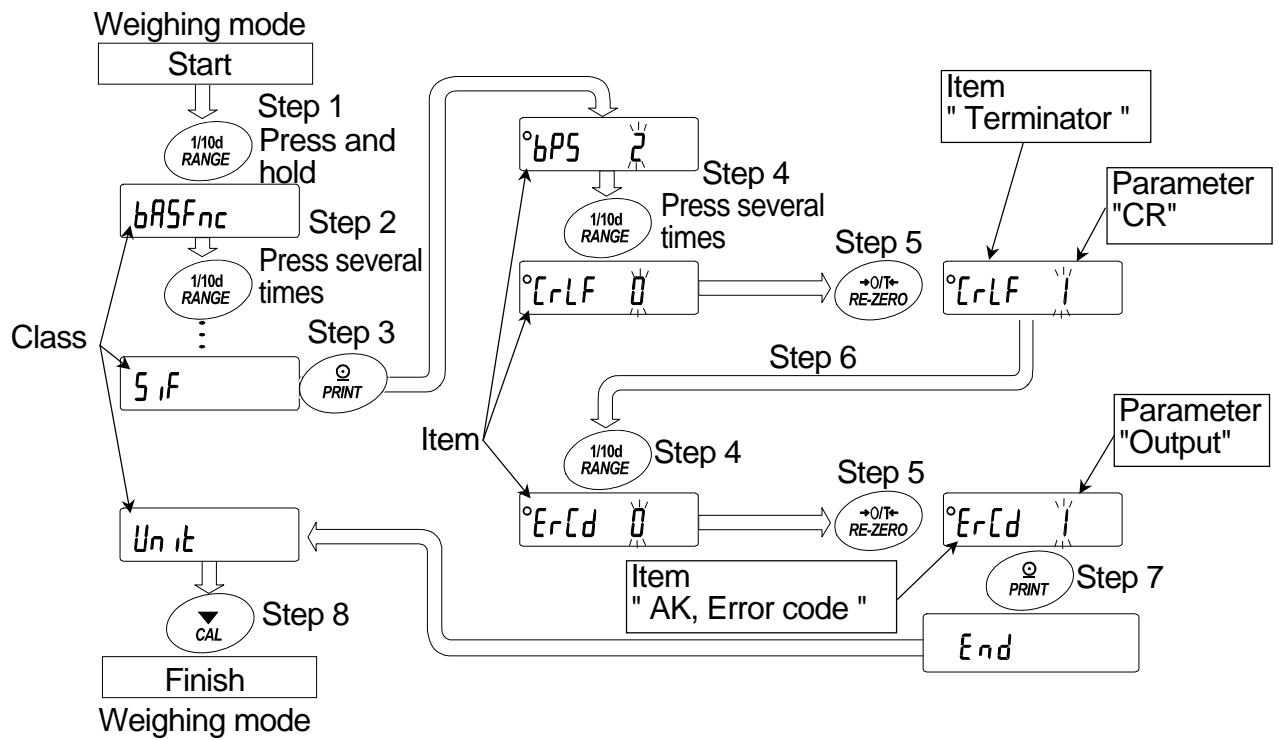 Weighing mode
Start
Step 1
Press and
hold
1/10d
RANGE
bASFnc
Step 2
Press several
times
1/10d
RANGE
Class
SiF
Step 3
PRINT
bPS 2
Step 4
Press several
times
1/10d
RANGE
Item
CrLF 0
Step 5
→0/T←
RE-ZERO
Item
" Terminator "
Parameter
"CR"
CrLF 1
Step 6
1/10d
RANGE
Step 4
ErCd 0
Step 5
→0/T←
RE-ZERO
Parameter
"Output"
ErCd 1
Item
" AK, Error code "
PRINT
Step 7
End
Unit
CAL
Step 8
Finish
Weighing mode